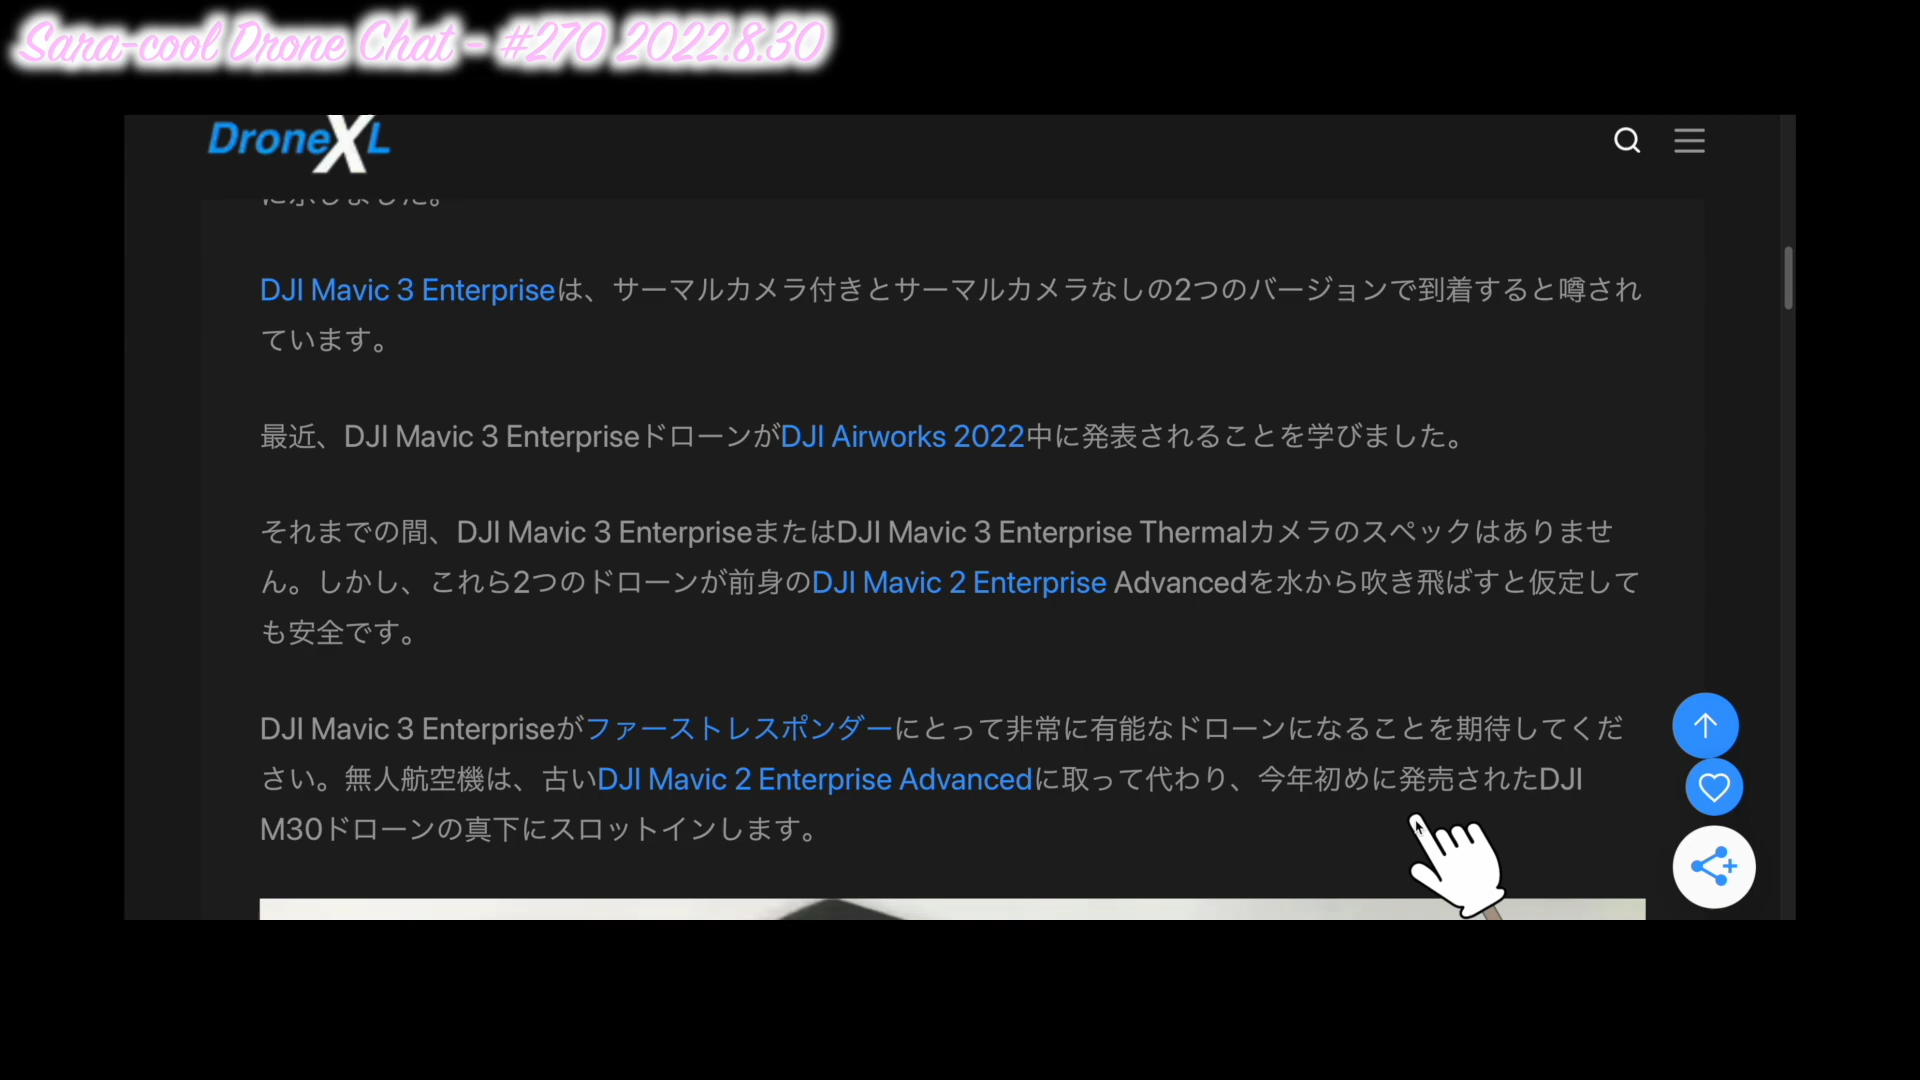 Sara-cool Drone Chat - #270 2022.8.30
DroneXL
に示しました。
DJI Mavic 3 Enterpriseは、サーマルカメラ付きとサーマルカメラなしの2つのバージョンで到着すると噂され
ています。
最近、DJI Mavic 3 EnterpriseドローンがDJI Airworks 2022中に発表されることを学びました。
それまでの間、DJI Mavic 3 EnterpriseまたはDJI Mavic 3 Enterprise Thermalカメラのスペックはありませ
ん。しかし、これら2つのドローンが前身のDJI Mavic 2 Enterprise Advancedを水から吹き飛ばすと仮定して
も安全です。
DJI Mavic 3 Enterpriseがファーストレスポンダーにとって非常に有能なドローンになることを期待してくだ
さい。無人航空機は、古いDJI Mavic 2 Enterprise Advancedに取って代わり、今年初めに発売されたDJI
M30ドローンの真下にスロットインします。